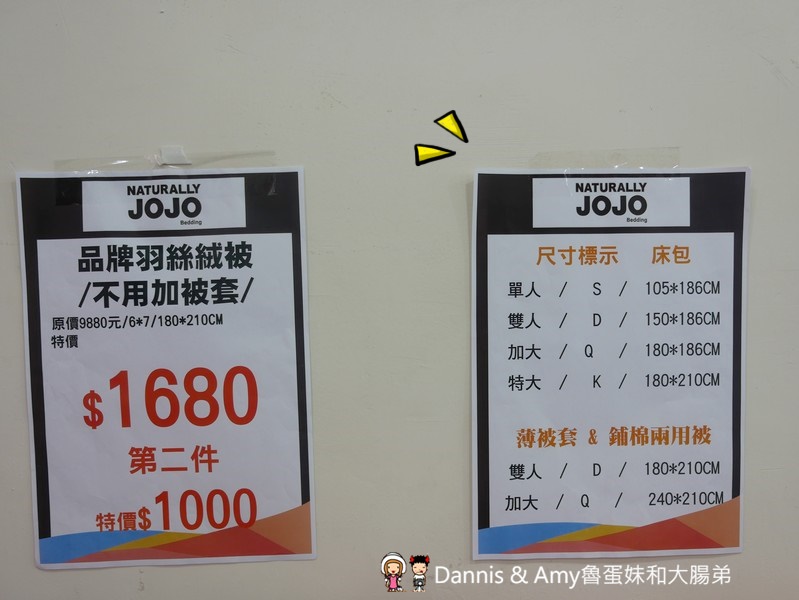 NATURALLY
JOJO
Bedding
品牌羽絲絨被
/不用加被套/
原價9880元/6*7/180*210CM
特價
$1680
第二件
特價$1000
NATURALLY
JOJO
Bedding
尺寸標示 床包
單人 / S / 105*186CM
雙人 / D / 150*186CM
加大 / Q / 180*186CM
特大 / K / 180*210CM
薄被套 & 鋪棉兩用被
雙人 / D / 180*210CM
加大 / Q / 240*210CM
Dannis & Amy魯蛋妹和大腸弟